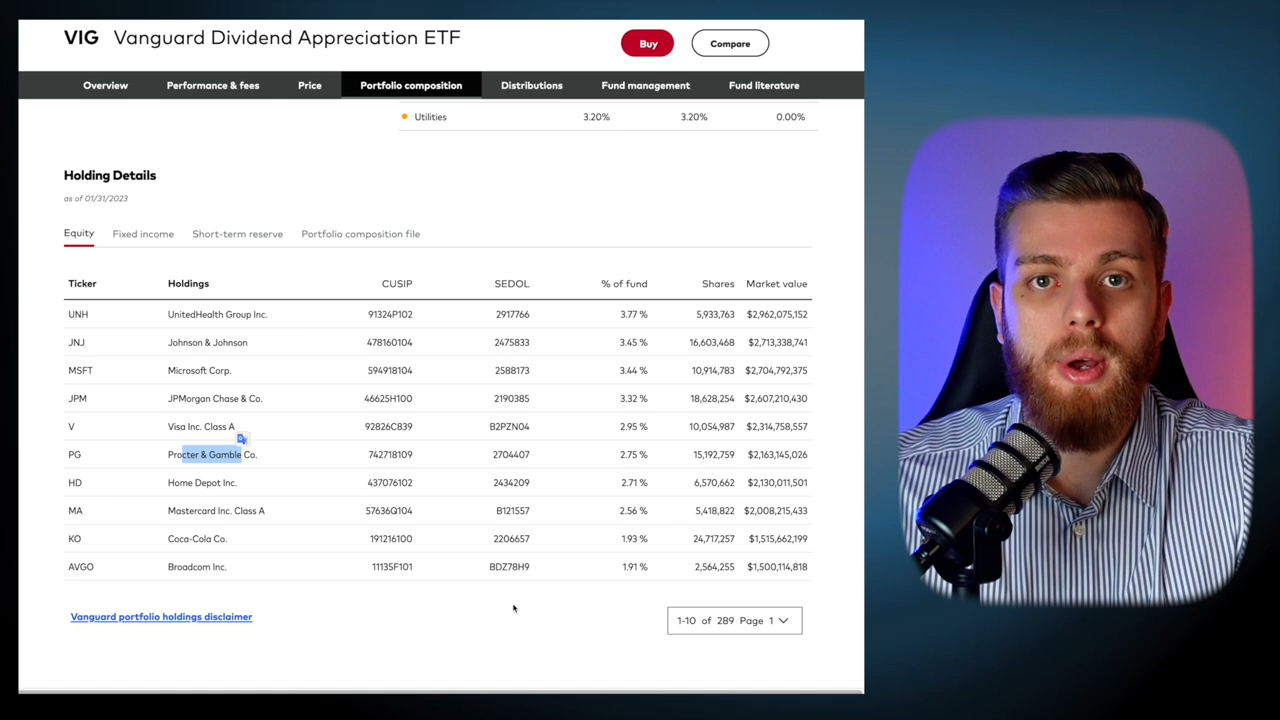 VIG Vanguard Dividend Appreciation ETF
Buy Compare
Overview Performance & fees Price Portfolio composition Distributions Fund management Fund literature
Utilities 3.20% 3.20% 0.00%
Holding Details
as of 01/31/2023
Equity Fixed income Short-term reserve Portfolio composition file
Ticker Holdings CUSIP SEDOL % of fund Shares Market value
UNH UnitedHealth Group Inc. 91324P102 2917766 3.77 % 5,933,763 $2,962,075,152
JNJ Johnson & Johnson 478160104 2475833 3.45 % 16,603,468 $2,713,338,741
MSFT Microsoft Corp. 594918104 2588173 3.44 % 10,914,783 $2,704,792,375
JPM JPMorgan Chase & Co. 46625H100 2190385 3.32 % 18,628,254 $2,607,210,430
V Visa Inc. Class A 92826C839 B2PZN04 2.95 % 10,054,987 $2,314,758,557
PG Procter & Gamble Co. 742718109 2704407 2.75 % 15,192,759 $2,163,145,026
HD Home Depot Inc. 437076102 2434209 2.71 % 6,570,662 $2,130,011,501
MA Mastercard Inc. Class A 57636Q104 B121557 2.56 % 5,418,822 $2,008,215,433
KO Coca-Cola Co. 191216100 2206657 1.93 % 24,717,257 $1,515,662,199
AVGO Broadcom Inc. 11135F101 BDZ78H9 1.91 % 2,564,255 $1,500,114,818
Vanguard portfolio holdings disclaimer
1-10 of 289 Page 1